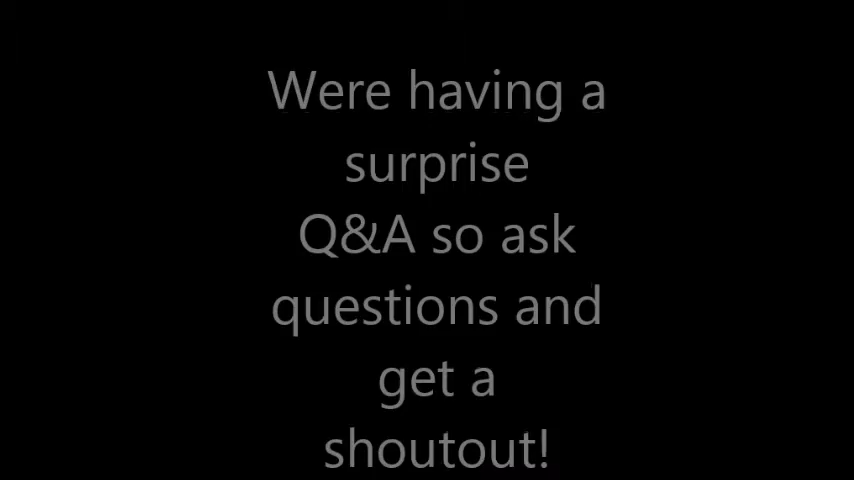 Were having a
surprise
Q&A so ask
questions and
get a
shoutout!